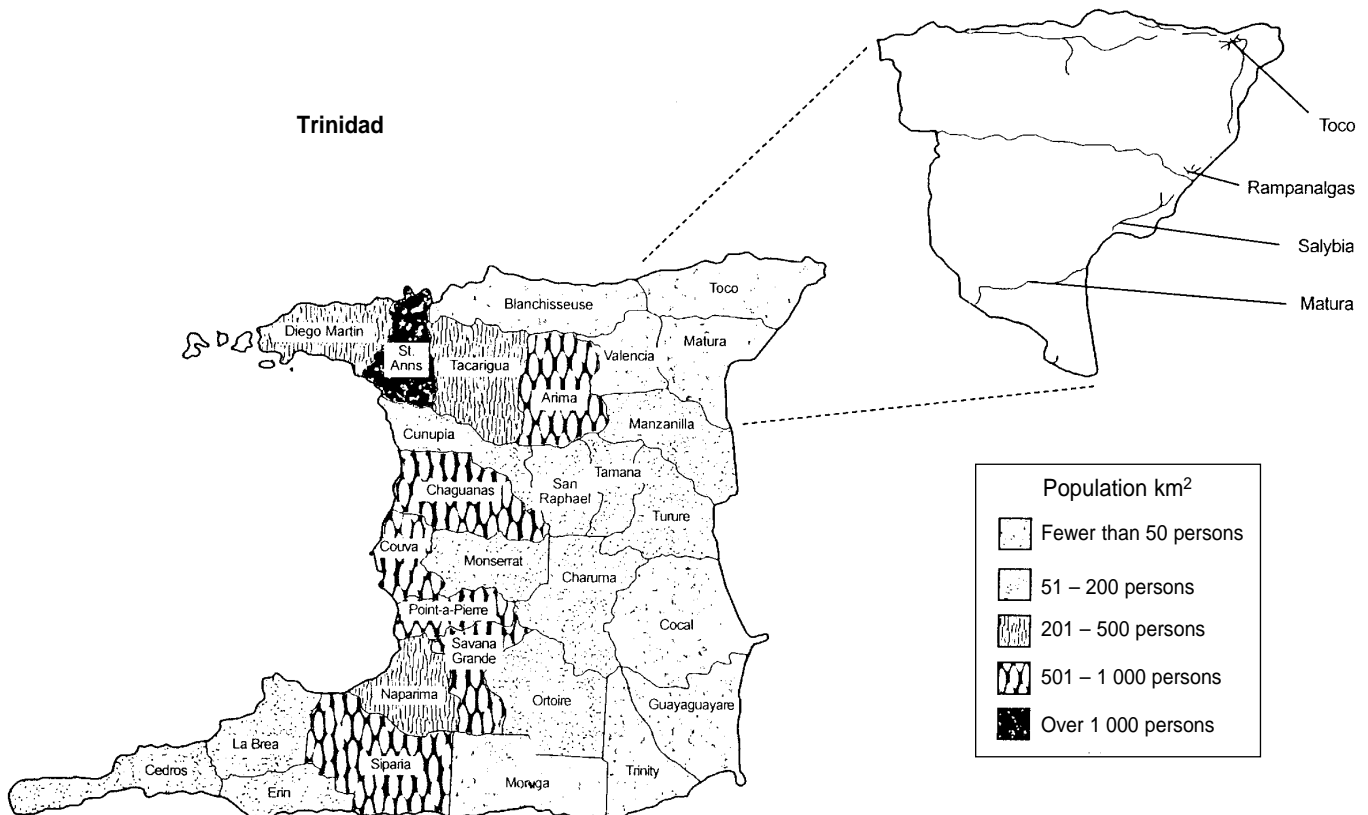 Trinidad
Toco
Rampanalgas
Salybia
Matura
Blanchisseuse
Toco
Diego Martin
St.
Anns
Tacarigua
Valencia
Matura
Arima
Manzanilla
Cunupia
Tamana
San
Raphael
Chaguanas
Turure
Couva
Monserrat
Charuma
Point-a-Pierre
Cocal
Savana
Grande
Naparima
Ortoire
Guayaguayare
La Brea
Cedros
Siparia
Erin
Moruga
Trinity
Population km²
Fewer than 50 persons
51 – 200 persons
201 – 500 persons
501 – 1 000 persons
Over 1 000 persons